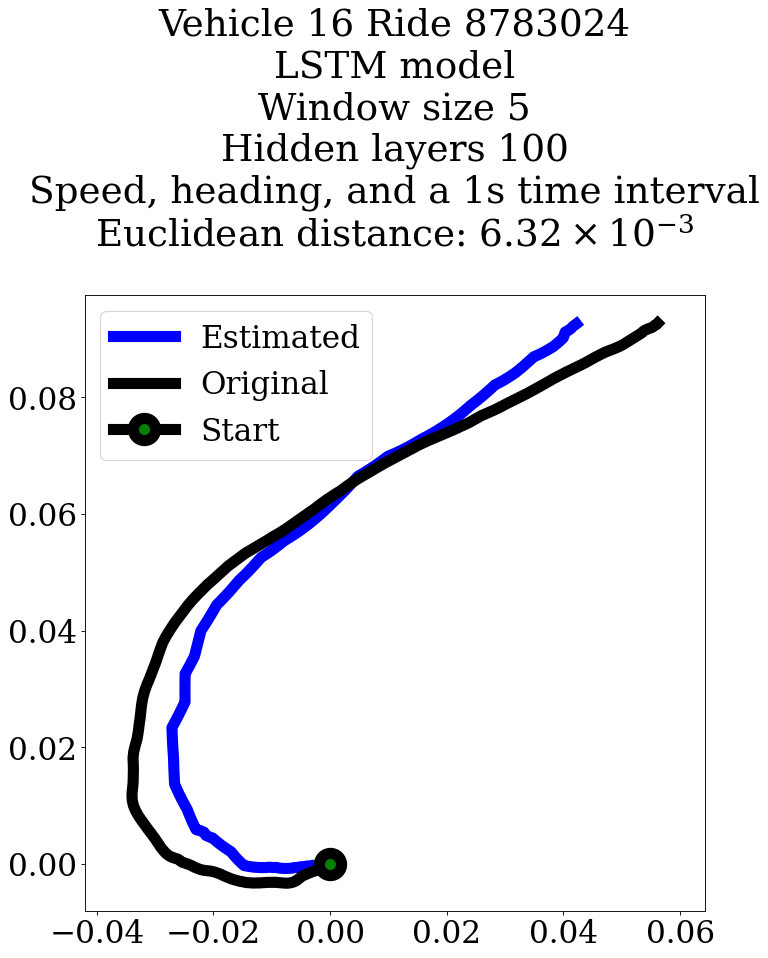 Vehicle 16 Ride 8783024
LSTM model
Window size 5
Hidden layers 100
Speed, heading, and a 1s time interval
Euclidean distance: 6.32 × 10⁻³
Estimated
Original
Start
0.08
0.06
0.04
0.02
0.00
−0.04 −0.02 0.00 0.02 0.04 0.06